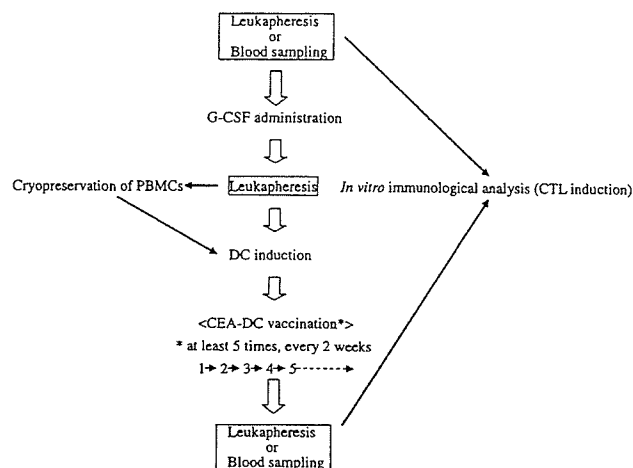 Leukapheresis
or
Blood sampling
G-CSF administration
Cryopreservation of PBMCs
Leukapheresis
In vitro immunological analysis (CTL induction)
DC induction
<CEA-DC vaccination*>
* at least 5 times, every 2 weeks
1 2 3 4 5
Leukapheresis
or
Blood sampling